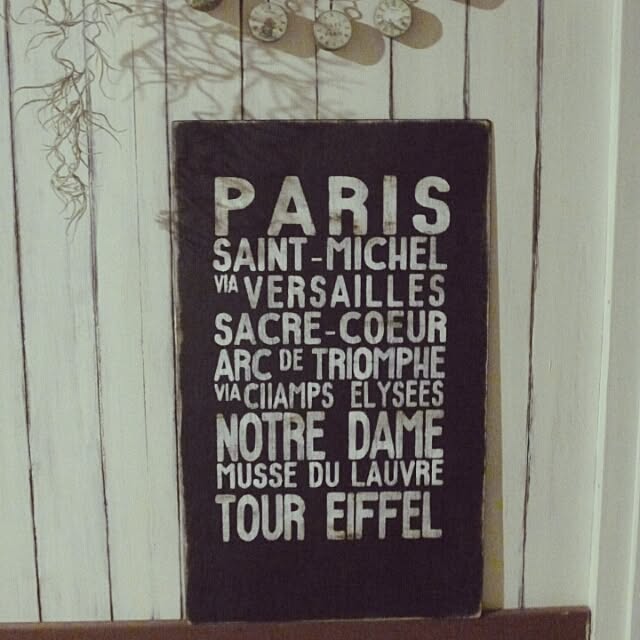 PARIS
SAINT-MICHEL
VIA VERSAILLES
SACRE-COEUR
ARC DE TRIOMPHE
VIA CHAMPS ELYSEES
NOTRE DAME
MUSSE DU LAUVRE
TOUR EIFFEL